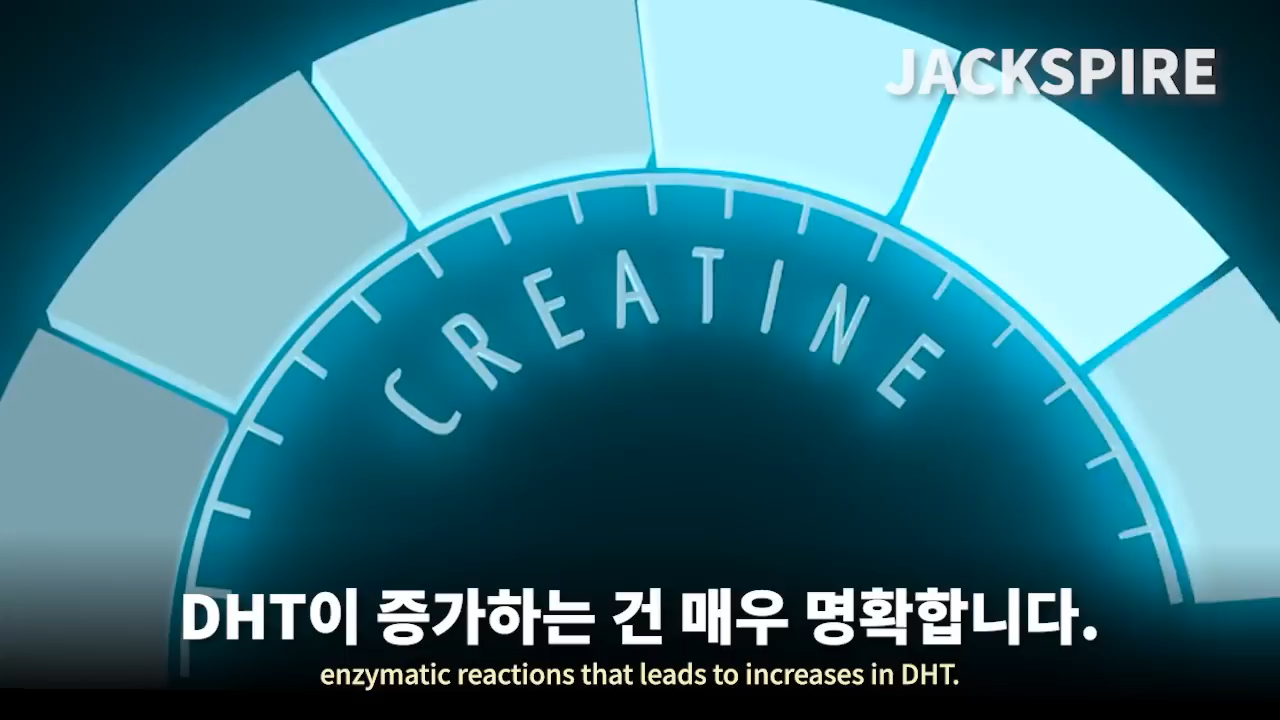 JACKSPIRE
CREATINE
DHT이 증가하는 건 매우 명확합니다.
enzymatic reactions that leads to increases in DHT.